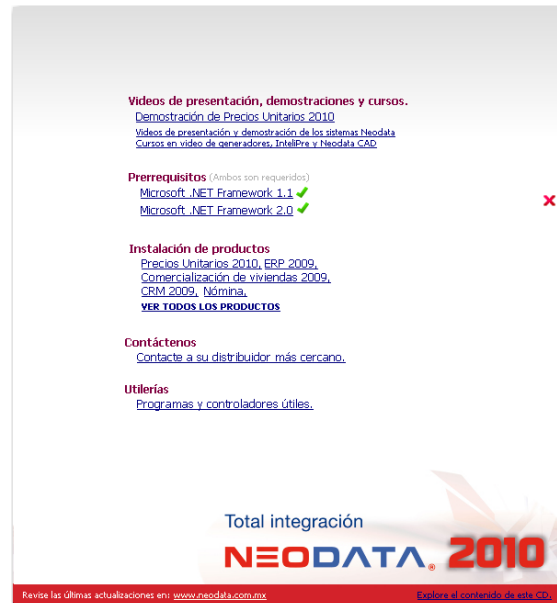 Videos de presentación, demostraciones y cursos.
Demostración de Precios Unitarios 2010
Videos de presentación y demostración de los sistemas Neodata
Cursos en video de generadores, InteliPre y Neodata CAD
Prerrequisitos (Ambos son requeridos)
Microsoft .NET Framework 1.1
Microsoft .NET Framework 2.0
Instalación de productos
Precios Unitarios 2010, ERP 2009,
Comercialización de viviendas 2009,
CRM 2009, Nómina,
VER TODOS LOS PRODUCTOS
Contáctenos
Contacte a su distribuidor más cercano.
Utilerías
Programas y controladores útiles.
Total integración
NEODATA® 2010
Revise las últimas actualizaciones en: www.neodata.com.mx
Explore el contenido de este CD.